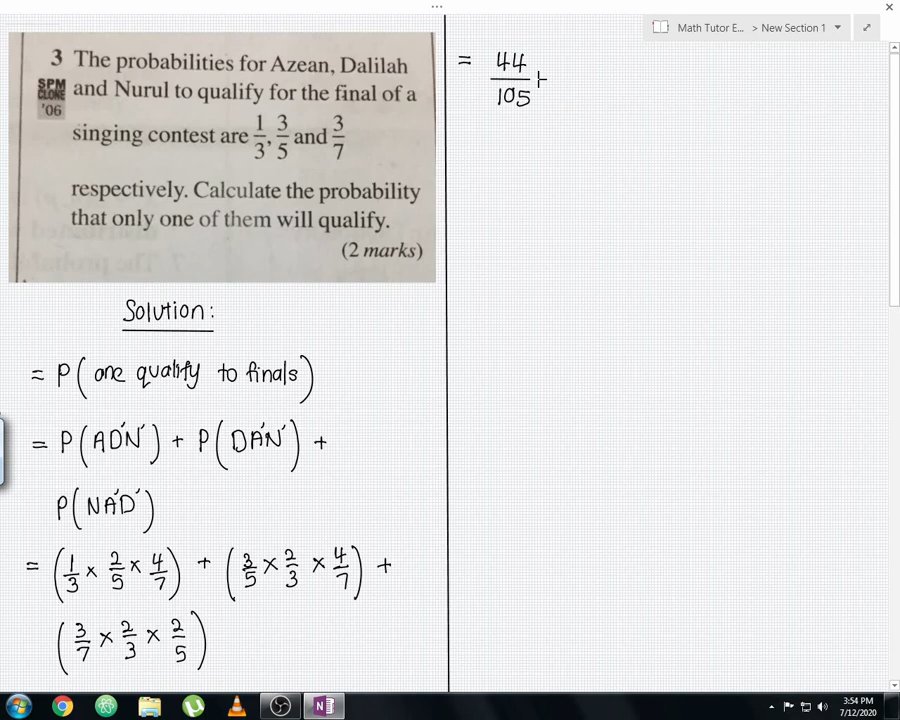 Math Tutor E... > New Section 1
3 The probabilities for Azean, Dalilah
SPM CLONE '06
and Nurul to qualify for the final of a
singing contest are 1/3, 3/5 and 3/7
respectively. Calculate the probability
that only one of them will qualify.
(2 marks)
Solution:
= P(one qualify to finals)
= P(AD'N') + P(DA'N') +
P(NA'D')
= (1/3 × 2/5 × 4/7) + (3/5 × 2/3 × 4/7) +
(3/7 × 2/3 × 2/5)
= 44/105 +
3:54 PM
7/12/2020